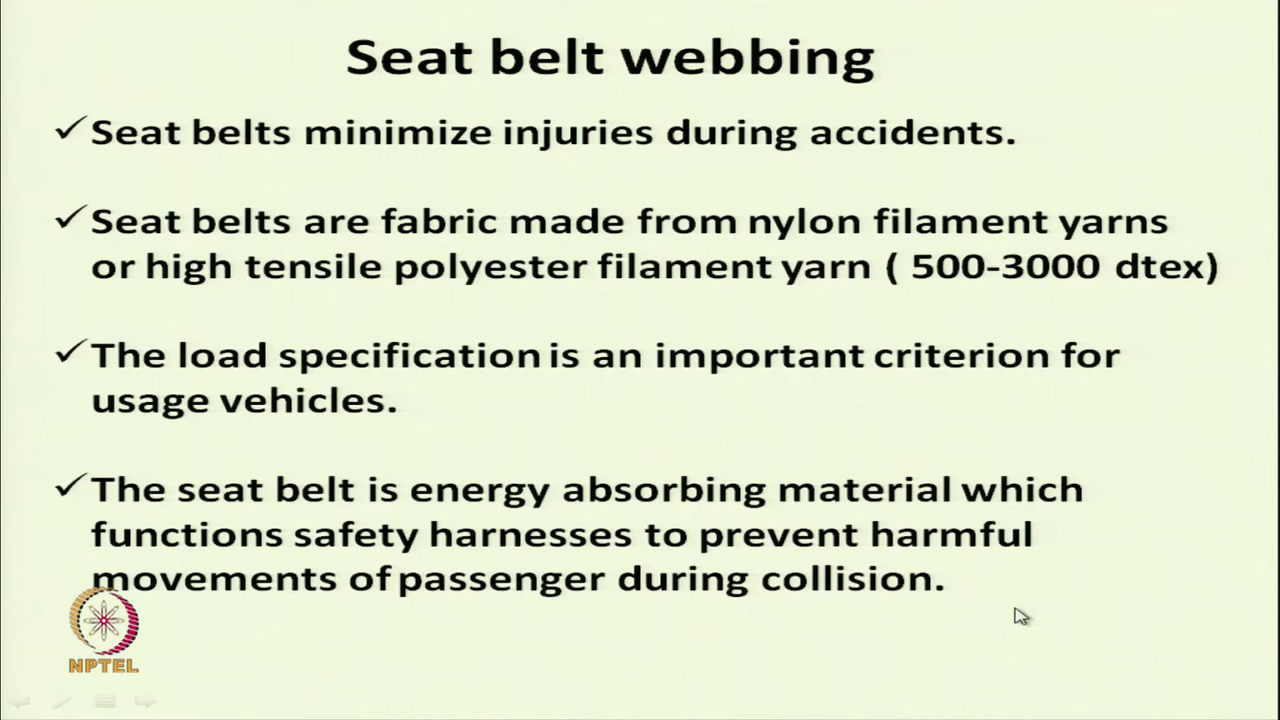 Seat belt webbing
✓ Seat belts minimize injuries during accidents.
✓ Seat belts are fabric made from nylon filament yarns
or high tensile polyester filament yarn ( 500-3000 dtex)
✓ The load specification is an important criterion for
usage vehicles.
✓ The seat belt is energy absorbing material which
functions safety harnesses to prevent harmful
movements of passenger during collision.
NPTEL